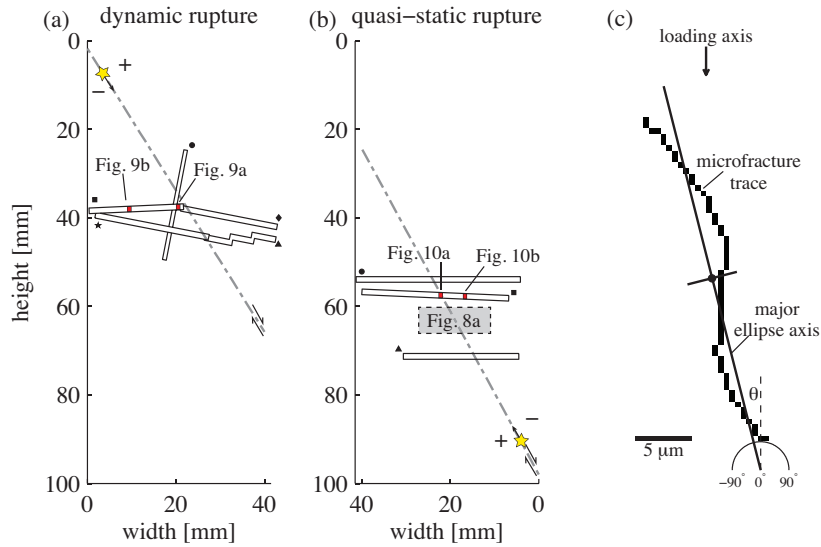 (a) dynamic rupture
(b) quasi−static rupture
(c)
0
20
40
60
80
100
height [mm]
0
20
40
width [mm]
+
−
Fig. 9b
Fig. 9a
0
20
40
60
80
100
40
20
0
width [mm]
Fig. 10a
Fig. 10b
Fig. 8a
−
+
loading axis
microfracture
trace
major
ellipse axis
θ
5 μm
−90°
0°
90°